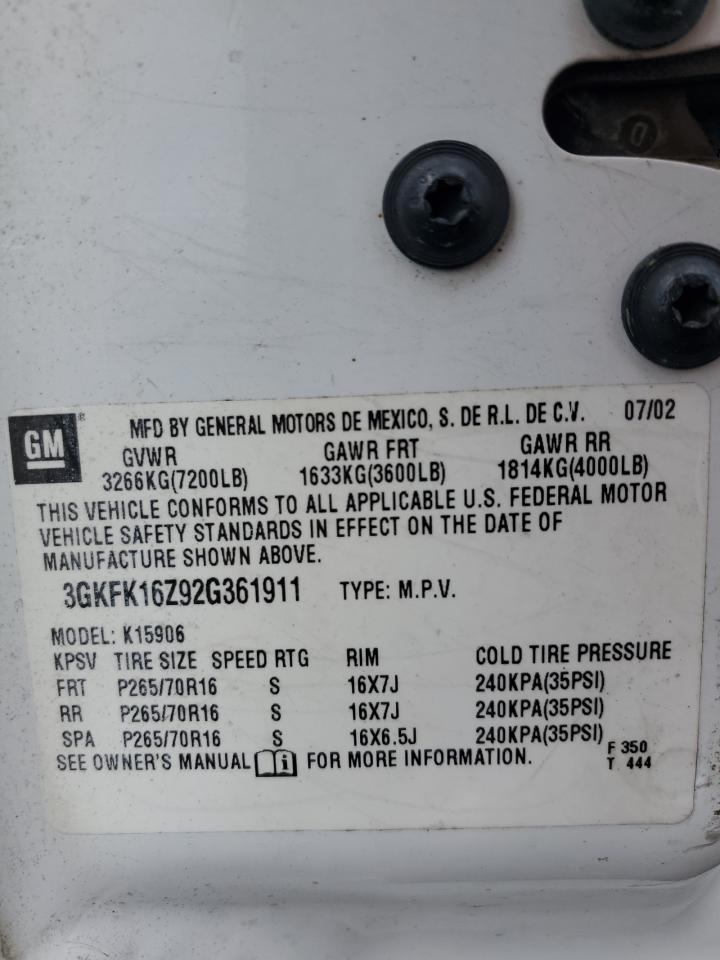 GM ® MFD BY GENERAL MOTORS DE MEXICO, S. DE R.L. DE C.V. 07/02
GVWR GAWR FRT GAWR RR
3266KG(7200LB) 1633KG(3600LB) 1814KG(4000LB)
THIS VEHICLE CONFORMS TO ALL APPLICABLE U.S. FEDERAL MOTOR
VEHICLE SAFETY STANDARDS IN EFFECT ON THE DATE OF
MANUFACTURE SHOWN ABOVE.
3GKFK16Z92G361911 TYPE: M.P.V.
MODEL: K15906
KPSV TIRE SIZE SPEED RTG RIM COLD TIRE PRESSURE
FRT P265/70R16 S 16X7J 240KPA(35PSI)
RR P265/70R16 S 16X7J 240KPA(35PSI)
SPA P265/70R16 S 16X6.5J 240KPA(35PSI)
F 350
SEE OWNER'S MANUAL i FOR MORE INFORMATION. T 444